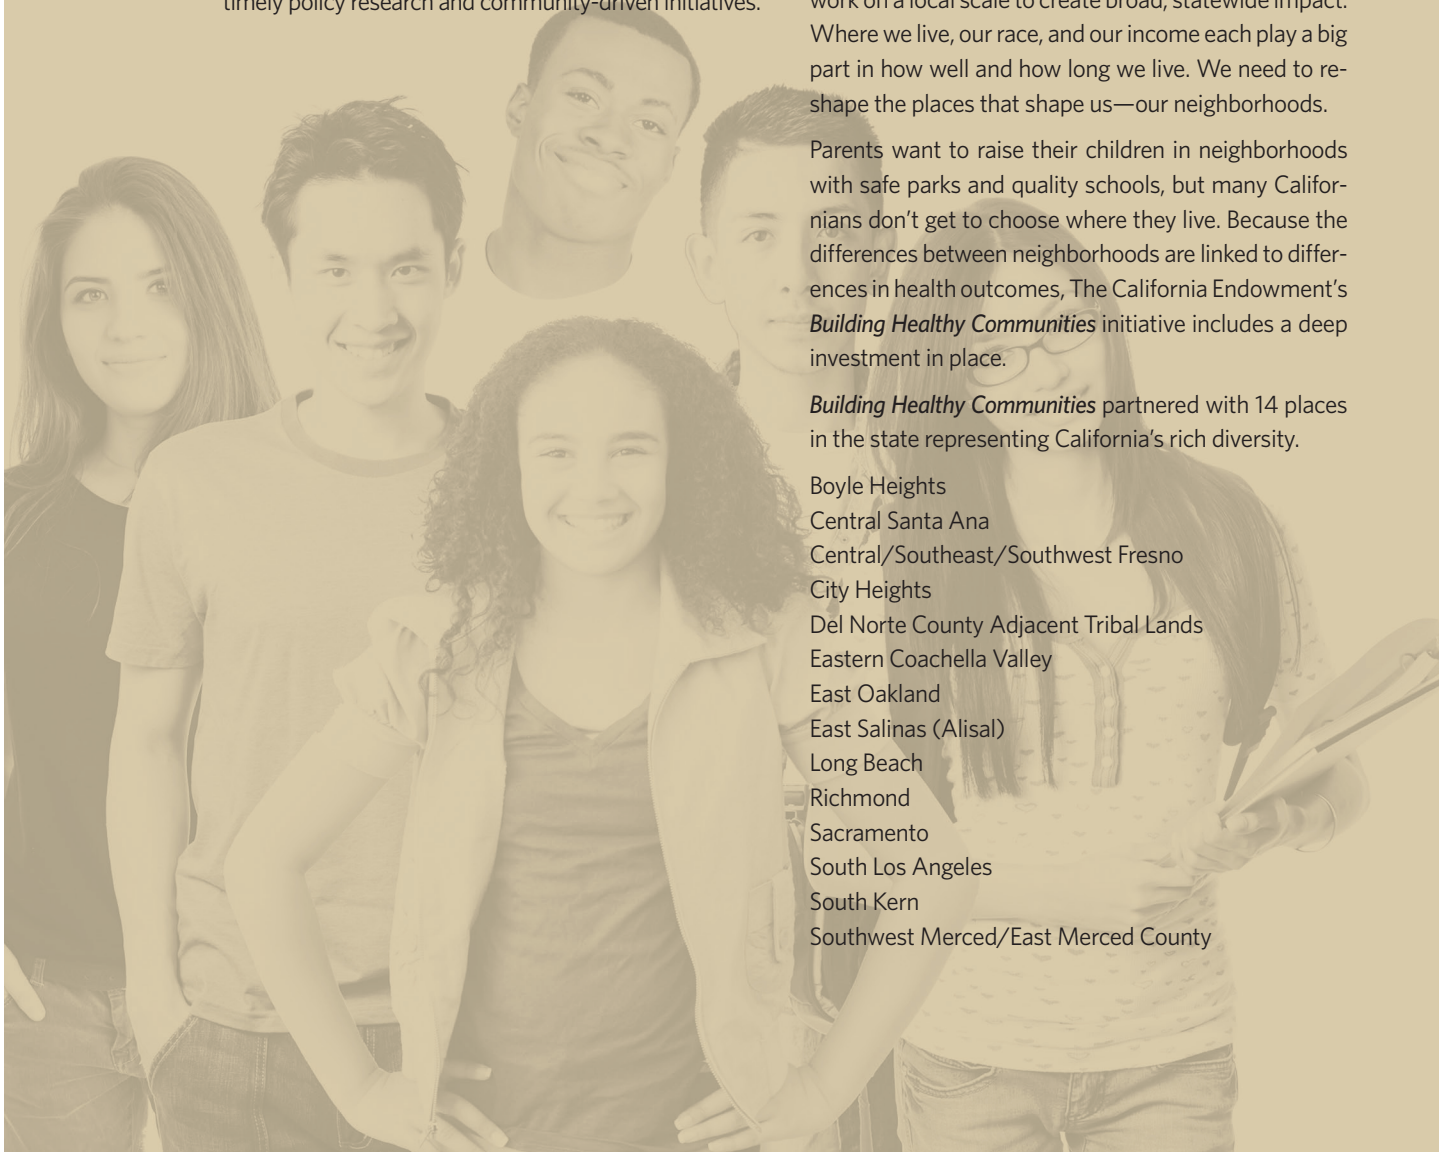 timely policy research and community-driven initiatives.
work on a local scale to create broad, statewide impact.
Where we live, our race, and our income each play a big
part in how well and how long we live. We need to re-
shape the places that shape us—our neighborhoods.
Parents want to raise their children in neighborhoods
with safe parks and quality schools, but many Califor-
nians don’t get to choose where they live. Because the
differences between neighborhoods are linked to differ-
ences in health outcomes, The California Endowment’s
Building Healthy Communities initiative includes a deep
investment in place.
Building Healthy Communities partnered with 14 places
in the state representing California’s rich diversity.
Boyle Heights
Central Santa Ana
Central/Southeast/Southwest Fresno
City Heights
Del Norte County Adjacent Tribal Lands
Eastern Coachella Valley
East Oakland
East Salinas (Alisal)
Long Beach
Richmond
Sacramento
South Los Angeles
South Kern
Southwest Merced/East Merced County